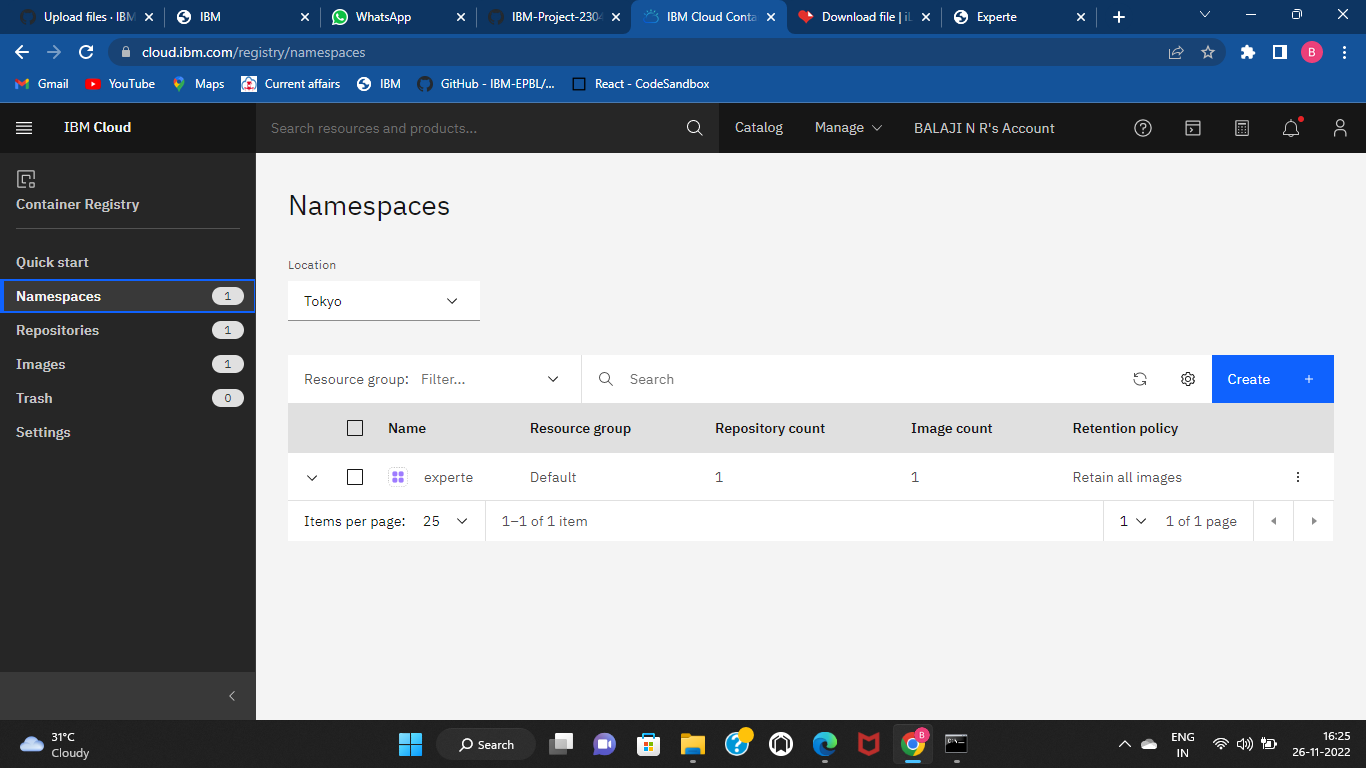 Upload files · IBM
IBM
WhatsApp
IBM-Project-2304
IBM Cloud Conta
Download file | iL
Experte
cloud.ibm.com/registry/namespaces
B
Gmail
YouTube
Maps
Current affairs
IBM
GitHub - IBM-EPBL/...
React - CodeSandbox
IBM Cloud
Search resources and products...
Catalog
Manage
BALAJI N R's Account
Container Registry
Quick start
Namespaces 1
Repositories 1
Images 1
Trash 0
Settings
Namespaces
Location
Tokyo
Resource group: Filter...
Search
Create +
Name Resource group Repository count Image count Retention policy
experte Default 1 1 Retain all images
Items per page: 25 1–1 of 1 item 1 1 of 1 page
31°C
Cloudy
Search
B
ENG
IN
16:25
26-11-2022